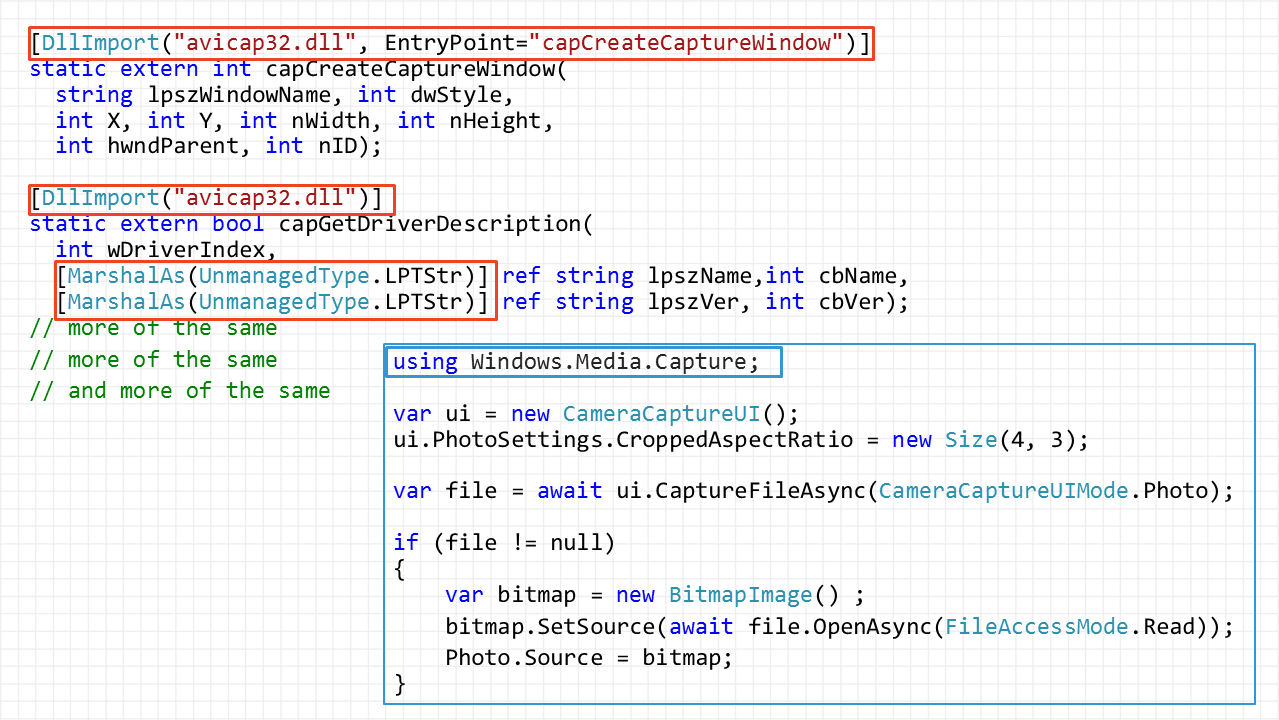 [DllImport("avicap32.dll", EntryPoint="capCreateCaptureWindow")]
static extern int capCreateCaptureWindow(
  string lpszWindowName, int dwStyle,
  int X, int Y, int nWidth, int nHeight,
  int hwndParent, int nID);
[DllImport("avicap32.dll")]
static extern bool capGetDriverDescription(
  int wDriverIndex,
  [MarshalAs(UnmanagedType.LPTStr)] ref string lpszName,int cbName,
  [MarshalAs(UnmanagedType.LPTStr)] ref string lpszVer, int cbVer);
// more of the same
// more of the same
// and more of the same
using Windows.Media.Capture;
var ui = new CameraCaptureUI();
ui.PhotoSettings.CroppedAspectRatio = new Size(4, 3);
var file = await ui.CaptureFileAsync(CameraCaptureUIMode.Photo);
if (file != null)
{
    var bitmap = new BitmapImage() ;
    bitmap.SetSource(await file.OpenAsync(FileAccessMode.Read));
    Photo.Source = bitmap;
}